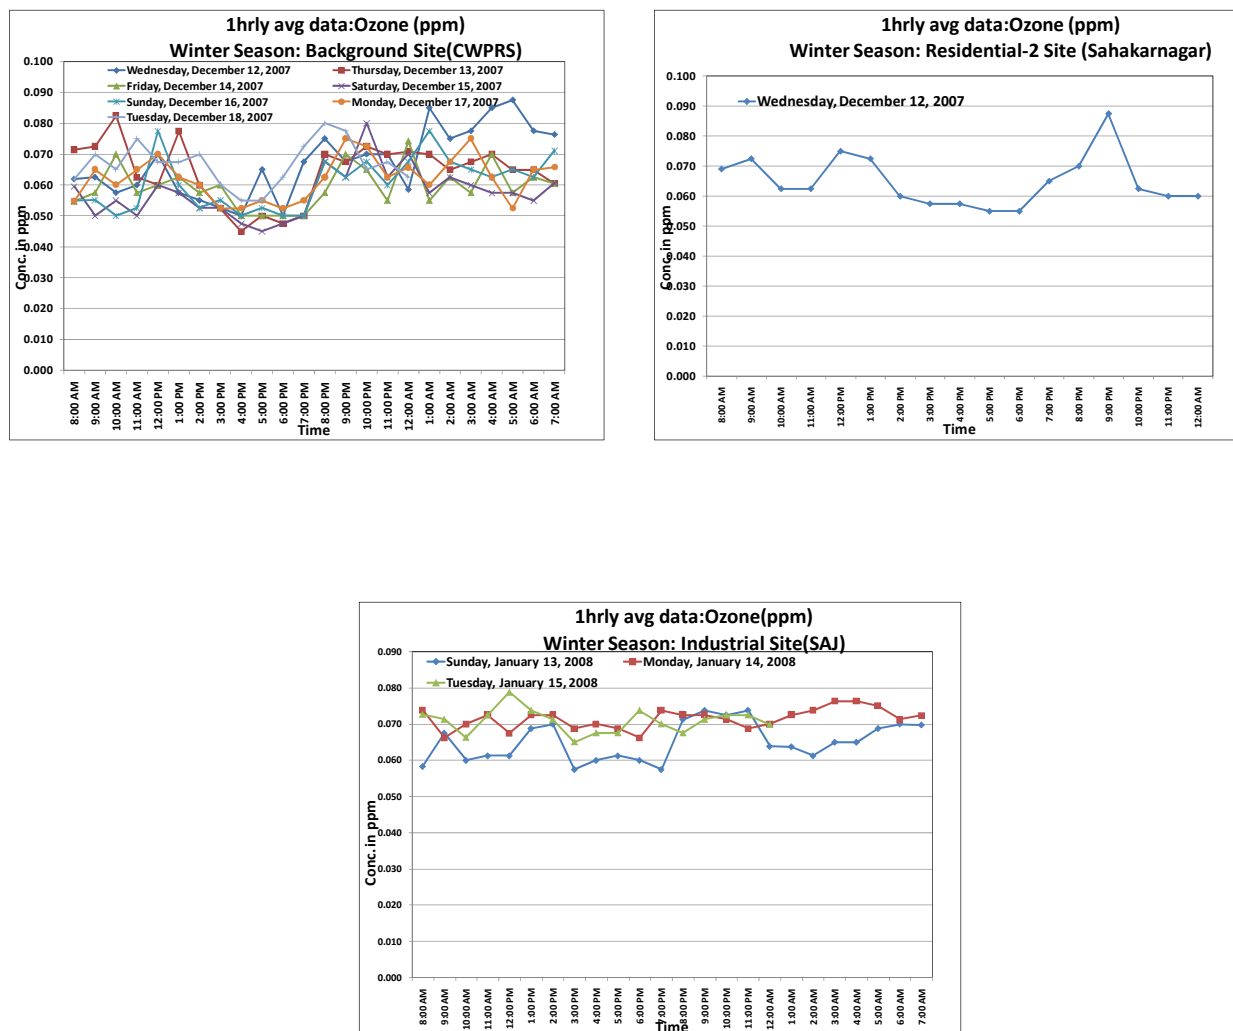 1hrly avg data:Ozone (ppm)
Winter Season: Background Site(CWPRS)
Wednesday, December 12, 2007
Thursday, December 13, 2007
Friday, December 14, 2007
Saturday, December 15, 2007
Sunday, December 16, 2007
Monday, December 17, 2007
Tuesday, December 18, 2007
0.100
0.090
0.080
0.070
0.060
0.050
0.040
0.030
0.020
0.010
0.000
Conc. in ppm
8:00 AM
9:00 AM
10:00 AM
11:00 AM
12:00 PM
1:00 PM
2:00 PM
3:00 PM
4:00 PM
5:00 PM
6:00 PM
7:00 PM
8:00 PM
9:00 PM
10:00 PM
11:00 PM
12:00 AM
1:00 AM
2:00 AM
3:00 AM
4:00 AM
5:00 AM
6:00 AM
7:00 AM
Time
1hrly avg data:Ozone (ppm)
Winter Season: Residential-2 Site (Sahakarnagar)
Wednesday, December 12, 2007
0.100
0.090
0.080
0.070
0.060
0.050
0.040
0.030
0.020
0.010
0.000
Conc. in ppm
8:00 AM
9:00 AM
10:00 AM
11:00 AM
12:00 PM
1:00 PM
2:00 PM
3:00 PM
4:00 PM
5:00 PM
6:00 PM
7:00 PM
8:00 PM
9:00 PM
10:00 PM
11:00 AM
12:00 AM
Time
1hrly avg data:Ozone(ppm)
Winter Season: Industrial Site(SAJ)
Sunday, January 13, 2008
Monday, January 14, 2008
Tuesday, January 15, 2008
0.090
0.080
0.070
0.060
0.050
0.040
0.030
0.020
0.010
0.000
Conc. in ppm
8:00 AM
9:00 AM
10:00 AM
11:00 AM
12:00 PM
1:00 PM
2:00 PM
3:00 PM
4:00 PM
5:00 PM
6:00 PM
7:00 PM
8:00 PM
9:00 PM
10:00 PM
11:00 PM
12:00 AM
1:00 AM
2:00 AM
3:00 AM
4:00 AM
5:00 AM
6:00 AM
7:00 AM
Time